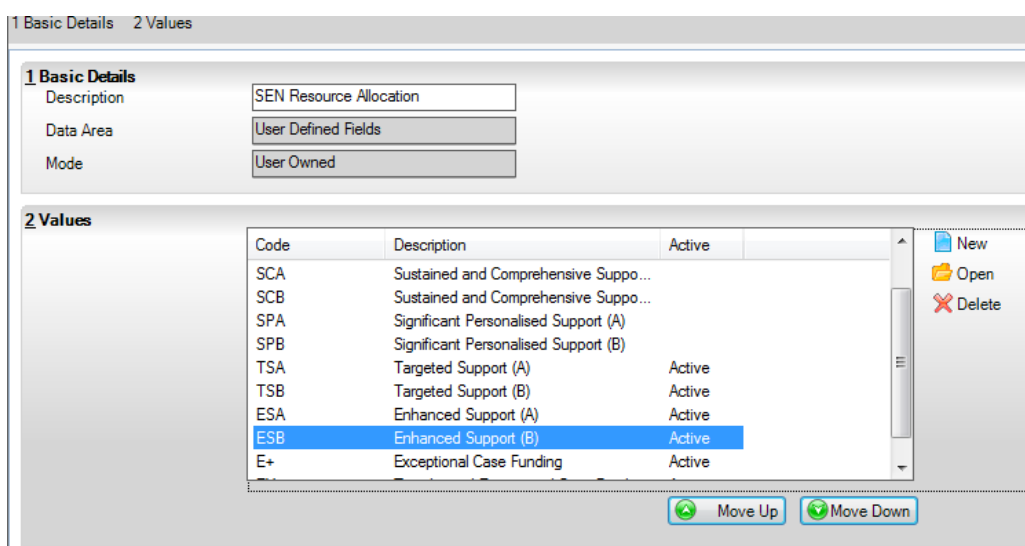 1 Basic Details 2 Values
1 Basic Details
Description SEN Resource Allocation
Data Area User Defined Fields
Mode User Owned
2 Values
Code Description Active New
SCA Sustained and Comprehensive Suppo... Open
SCB Sustained and Comprehensive Suppo... Delete
SPA Significant Personalised Support (A)
SPB Significant Personalised Support (B)
TSA Targeted Support (A) Active
TSB Targeted Support (B) Active
ESA Enhanced Support (A) Active
ESB Enhanced Support (B) Active
E+ Exceptional Case Funding Active
Move Up Move Down